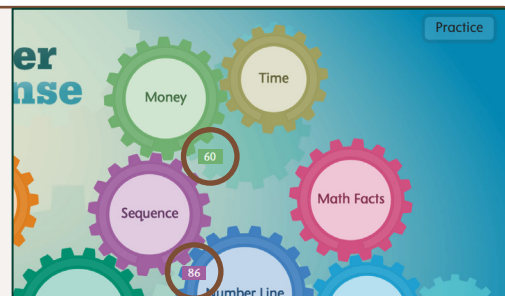 er
nse
Practice
Money
Time
60
Sequence
Math Facts
86
Number Line